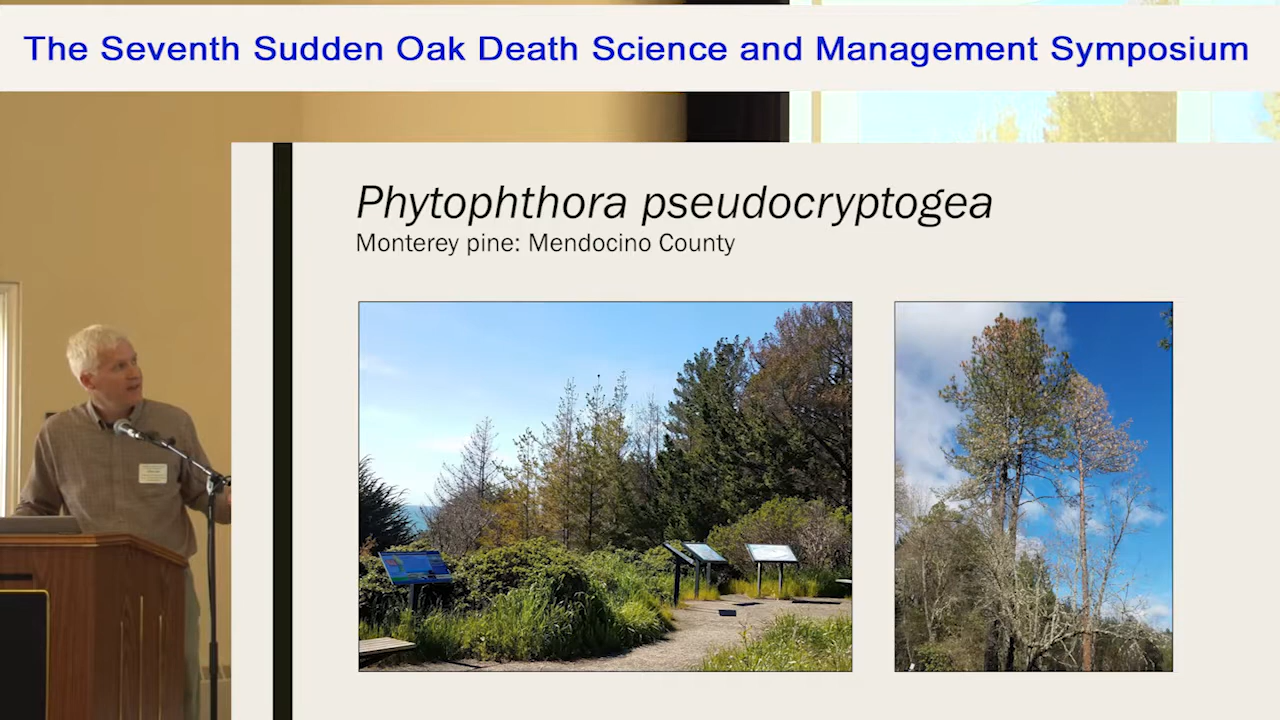 The Seventh Sudden Oak Death Science and Management Symposium
Phytophthora pseudocryptogea
Monterey pine: Mendocino County